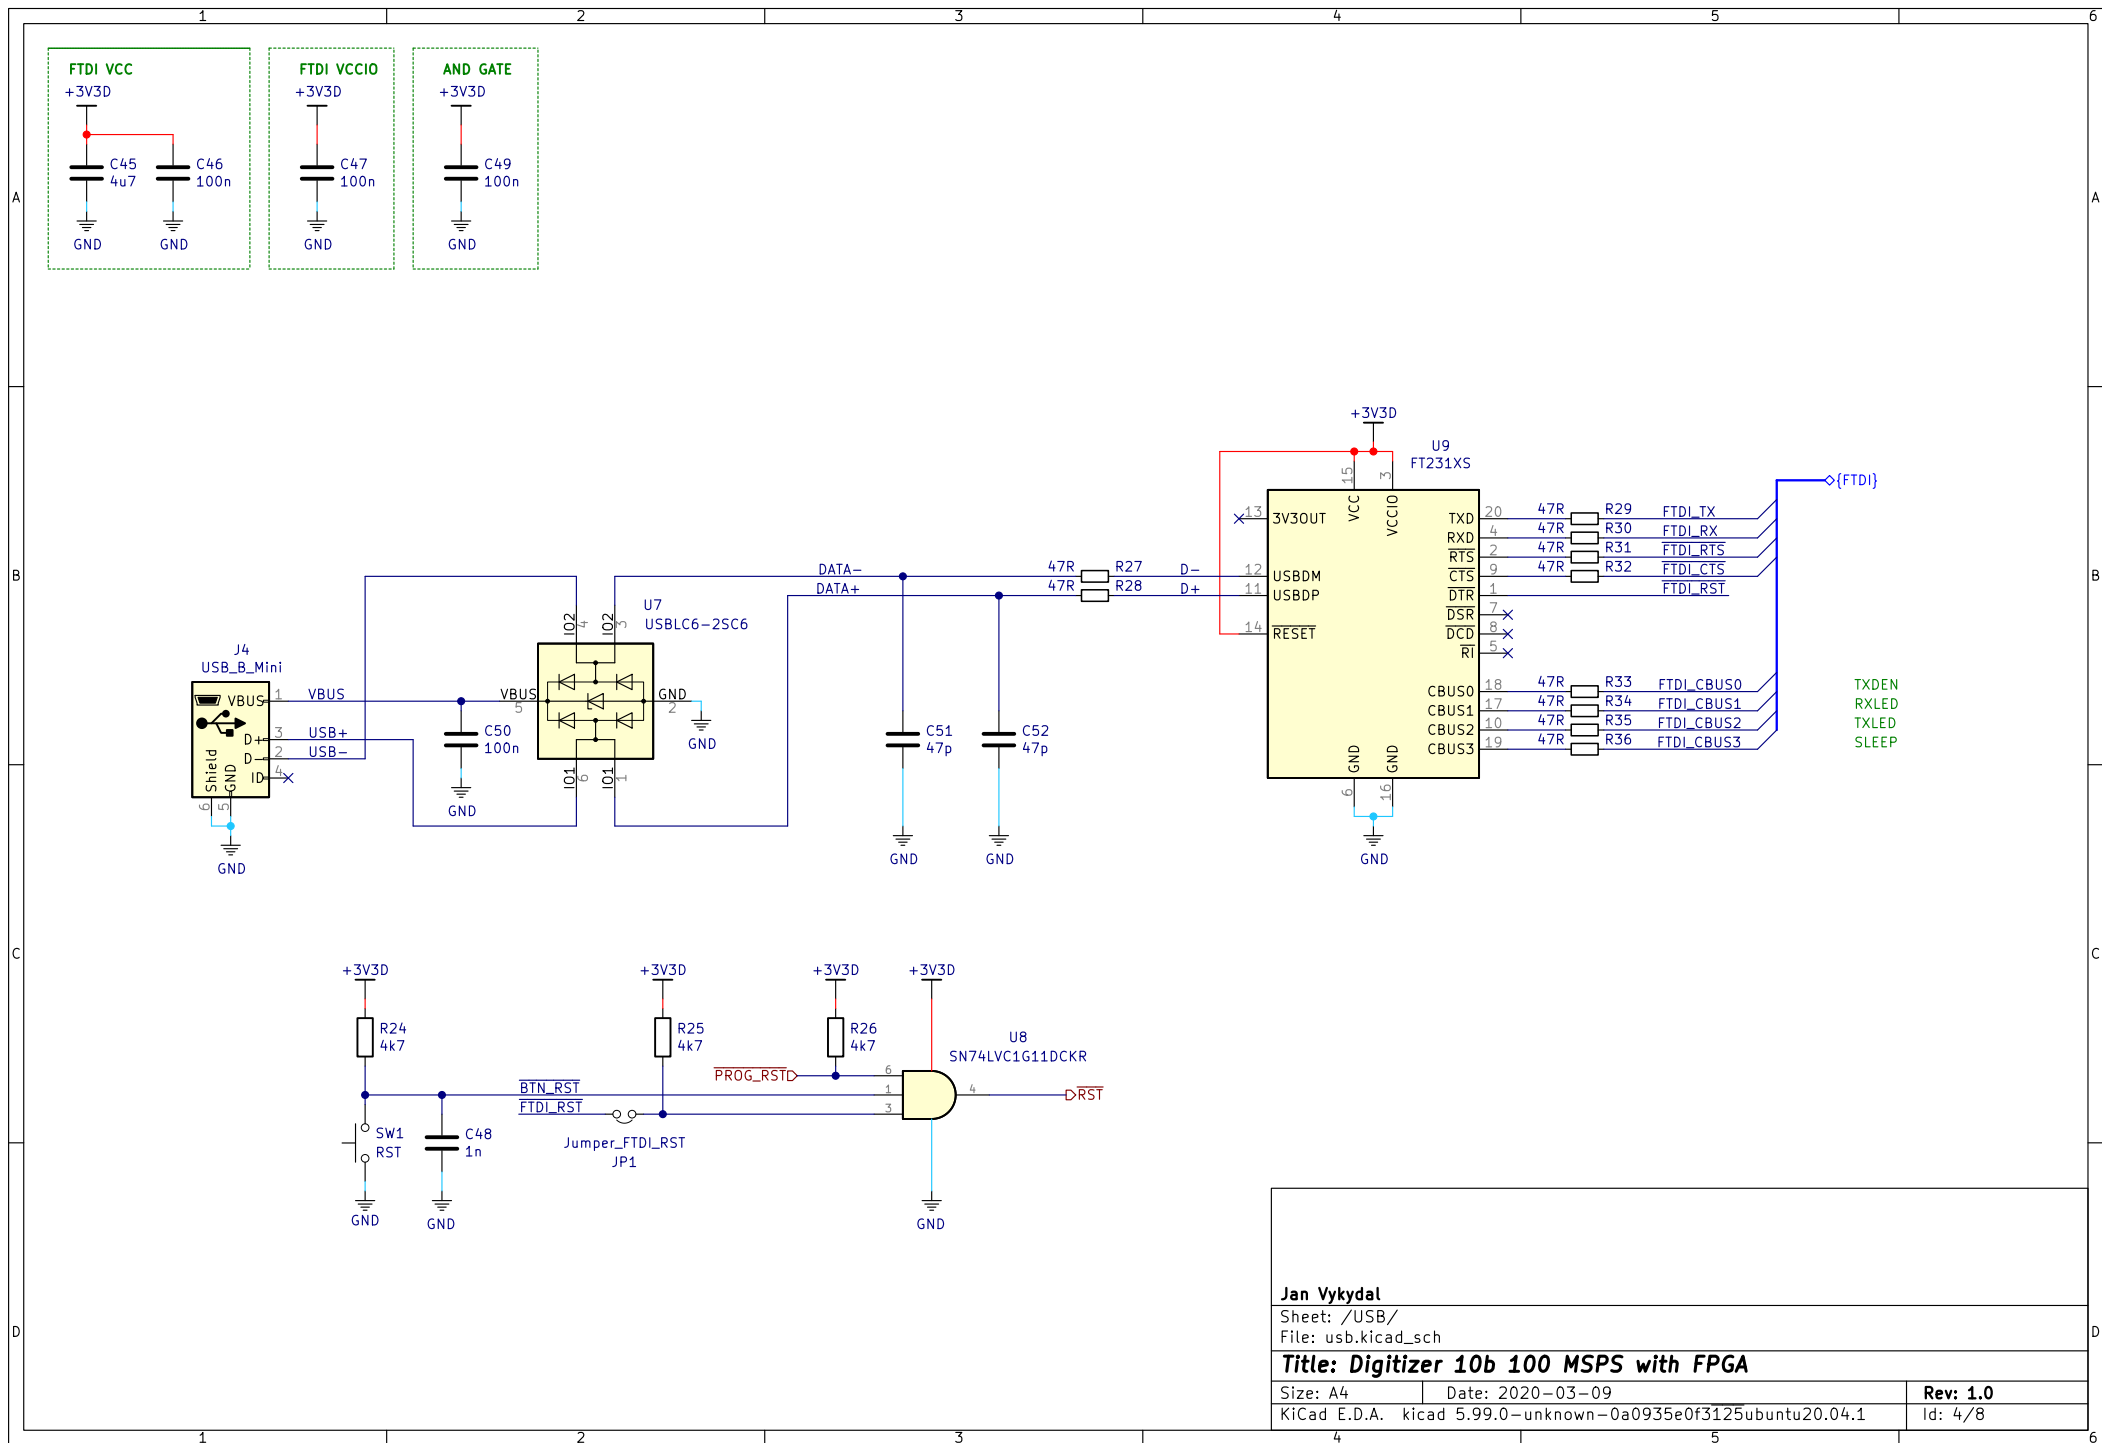 1 2 3 4 5 6
FTDI VCC
+3V3D
C45
4u7
C46
100n
GND
GND
FTDI VCCIO
+3V3D
C47
100n
GND
AND GATE
+3V3D
C49
100n
GND
A
A
B
B
C
C
D
D
J4
USB_B_Mini
VBUS
D+
D-
ID
Shield
GND
1
3
2
4
6
5
GND
VBUS
USB+
USB-
C50
100n
GND
U7
USBLC6-2SC6
IO2
4
IO2
3
VBUS
5
GND
2
IO1
6
IO1
1
GND
DATA-
DATA+
C51
47p
GND
C52
47p
GND
47R R27 D-
47R R28 D+
+3V3D
U9
FT231XS
15
VCC
3
VCCIO
13 3V3OUT
12 USBDM
11 USBDP
14 RESET
TXD 20 47R R29 FTDI_TX
RXD 4 47R R30 FTDI_RX
RTS 2 47R R31 FTDI_RTS
CTS 9 47R R32 FTDI_CTS
DTR 1 FTDI_RST
DSR 7
DCD 8
RI 5
CBUS0 18 47R R33 FTDI_CBUS0 TXDEN
CBUS1 17 47R R34 FTDI_CBUS1 RXLED
CBUS2 10 47R R35 FTDI_CBUS2 TXLED
CBUS3 19 47R R36 FTDI_CBUS3 SLEEP
GND
6
GND
16
GND
{FTDI}
+3V3D
R24
4k7
SW1
RST
GND
C48
1n
GND
BTN_RST
FTDI_RST
Jumper_FTDI_RST
JP1
+3V3D
R25
4k7
+3V3D
R26
4k7
PROG_RST
+3V3D
U8
SN74LVC1G11DCKR
6
1
3
4
RST
GND
Jan Vykydal
Sheet: /USB/
File: usb.kicad_sch
Title: Digitizer 10b 100 MSPS with FPGA
Size: A4 Date: 2020-03-09 Rev: 1.0
KiCad E.D.A. kicad 5.99.0-unknown-0a0935e0f3125ubuntu20.04.1 Id: 4/8
1 2 3 4 5 6